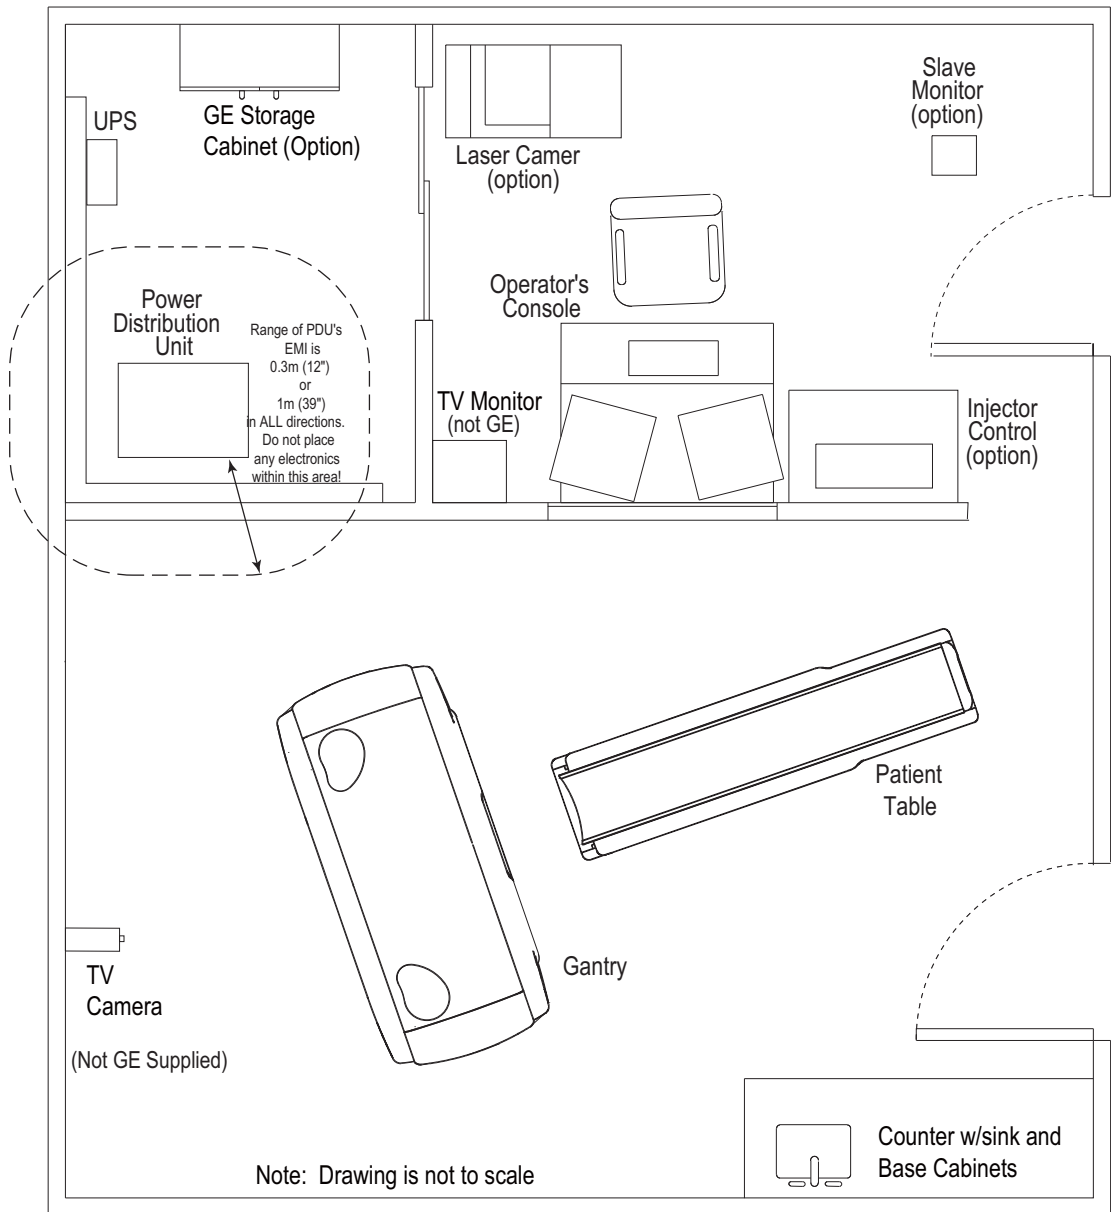 Slave
Monitor
(option)
UPS
GE Storage
Cabinet (Option)
Laser Camer
(option)
Power
Distribution
Unit
Range of PDU's
EMI is
0.3m (12")
or
1m (39")
in ALL directions.
Do not place
any electronics
within this area!
Operator's
Console
TV Monitor
(not GE)
Injector
Control
(option)
Patient
Table
Gantry
TV
Camera
(Not GE Supplied)
Counter w/sink and
Base Cabinets
Note: Drawing is not to scale